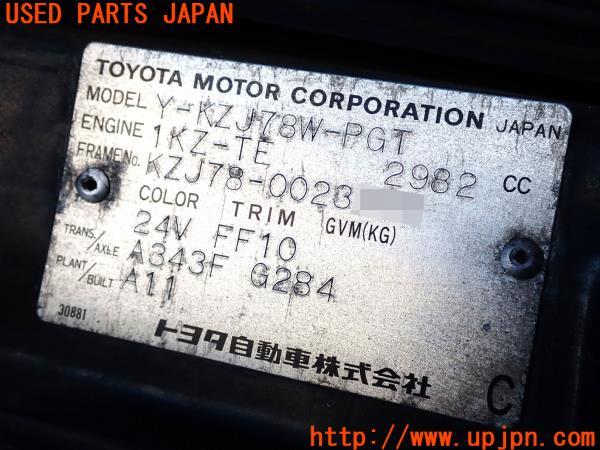 USED PARTS JAPAN
TOYOTA MOTOR CORPORATION JAPAN
MODEL Y-KZJ78W-PGT
ENGINE 1KZ-TE 2982 CC
FRAME No. KZJ78-0023
COLOR TRIM GVM(KG)
24V FF10
TRANS./AXLE A343F G284
PLANT/BUILT A11
30881
トヨタ自動車株式会社
C
http://www.upjpn.com